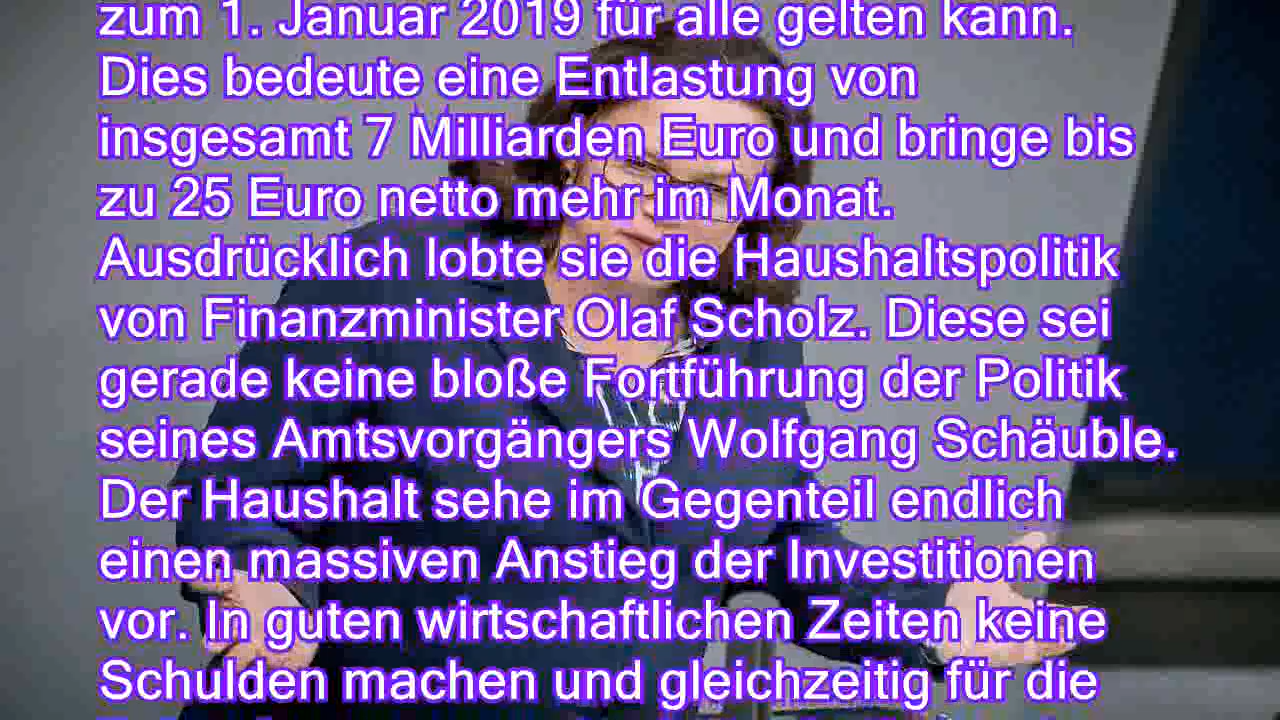 zum 1. Januar 2019 für alle gelten kann.
Dies bedeute eine Entlastung von
insgesamt 7 Milliarden Euro und bringe bis
zu 25 Euro netto mehr im Monat.
Ausdrücklich lobte sie die Haushaltspolitik
von Finanzminister Olaf Scholz. Diese sei
gerade keine bloße Fortführung der Politik
seines Amtsvorgängers Wolfgang Schäuble.
Der Haushalt sehe im Gegenteil endlich
einen massiven Anstieg der Investitionen
vor. In guten wirtschaftlichen Zeiten keine
Schulden machen und gleichzeitig für die